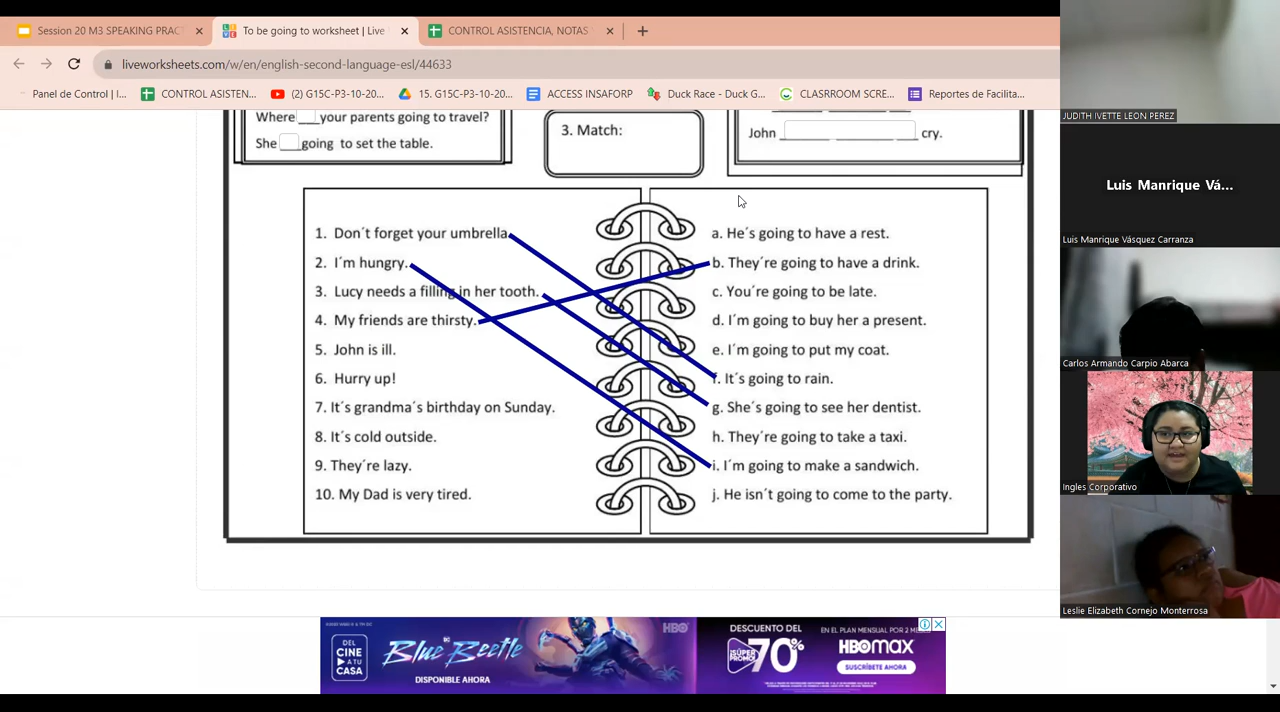 Session 20 M3 SPEAKING PRAC
To be going to worksheet | Live
CONTROL ASISTENCIA, NOTAS
liveworksheets.com/w/en/english-second-language-esl/44633
Panel de Control | I...
CONTROL ASISTEN...
(2) G15C-P3-10-20...
15. G15C-P3-10-20...
ACCESS INSAFORP
Duck Race - Duck G...
CLASRROOM SCRE...
Reportes de Facilita...
Where your parents going to travel?
She going to set the table.
3. Match:
John cry.
1. Don´t forget your umbrella.
2. I´m hungry.
3. Lucy needs a filling in her tooth.
4. My friends are thirsty.
5. John is ill.
6. Hurry up!
7. It´s grandma´s birthday on Sunday.
8. It´s cold outside.
9. They´re lazy.
10. My Dad is very tired.
a. He´s going to have a rest.
b. They´re going to have a drink.
c. You´re going to be late.
d. I´m going to buy her a present.
e. I´m going to put my coat.
f. It´s going to rain.
g. She´s going to see her dentist.
h. They´re going to take a taxi.
i. I´m going to make a sandwich.
j. He isn´t going to come to the party.
DEL
CINE
A TU
CASA
DC
BLUE BEETLE
DISPONIBLE AHORA
HBO
DESCUENTO DEL
¡SÚPER
PROMO!
70%
EN EL PLAN MENSUAL POR 2 ME
HBOMAX
SUSCRÍBETE AHORA
JUDITH IVETTE LEON PEREZ
Luis Manrique Vá...
Luis Manrique Vásquez Carranza
Carlos Armando Carpio Abarca
Ingles Corporativo
Leslie Elizabeth Cornejo Monterrosa